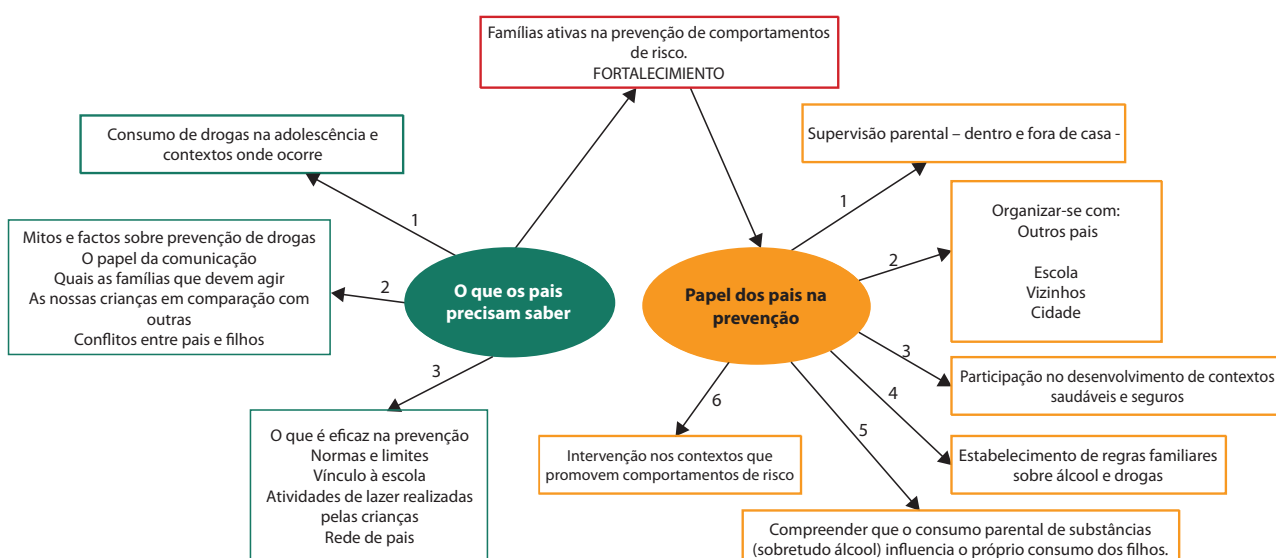 Famílias ativas na prevenção de comportamentos
de risco.
FORTALECIMIENTO
Consumo de drogas na adolescência e
contextos onde ocorre
Supervisão parental – dentro e fora de casa -
1
1
Mitos e factos sobre prevenção de drogas
O papel da comunicação
Quais as famílias que devem agir
As nossas crianças em comparação com
outras
Conflitos entre pais e filhos
2
O que os pais
precisam saber
Papel dos pais na
prevenção
2
Organizar-se com:
Outros pais
Escola
Vizinhos
Cidade
3
3
Participação no desenvolvimento de contextos
saudáveis e seguros
O que é eficaz na prevenção
Normas e limites
Vínculo à escola
Atividades de lazer realizadas
pelas crianças
Rede de pais
6
Intervenção nos contextos que
promovem comportamentos de risco
4
Estabelecimento de regras familiares
sobre álcool e drogas
5
Compreender que o consumo parental de substâncias
(sobretudo álcool) influencia o próprio consumo dos filhos.